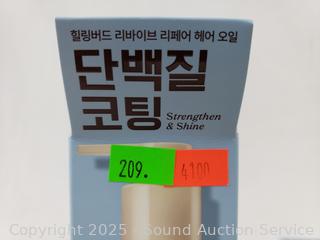 힐링버드 리바이브 리페어 헤어 오일
단백질
코팅
Strengthen
& Shine
209.
4100
Copyright 2025 - Sound Auction Service